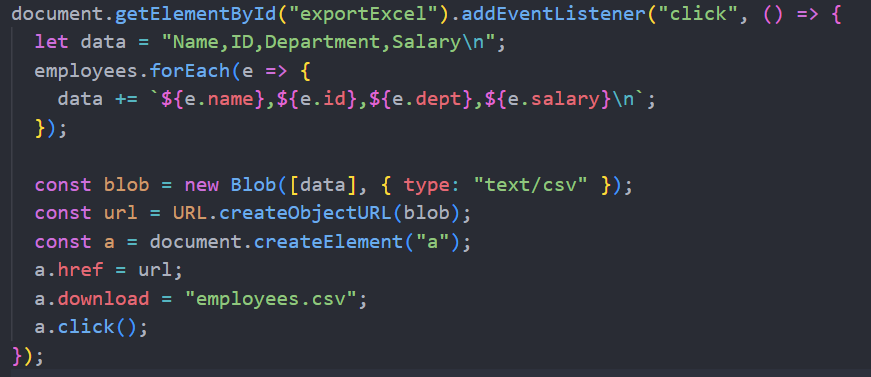 document.getElementById("exportExcel").addEventListener("click", () => {
  let data = "Name,ID,Department,Salary\n";
  employees.forEach(e => {
    data += `${e.name},${e.id},${e.dept},${e.salary}\n`;
  });

  const blob = new Blob([data], { type: "text/csv" });
  const url = URL.createObjectURL(blob);
  const a = document.createElement("a");
  a.href = url;
  a.download = "employees.csv";
  a.click();
});